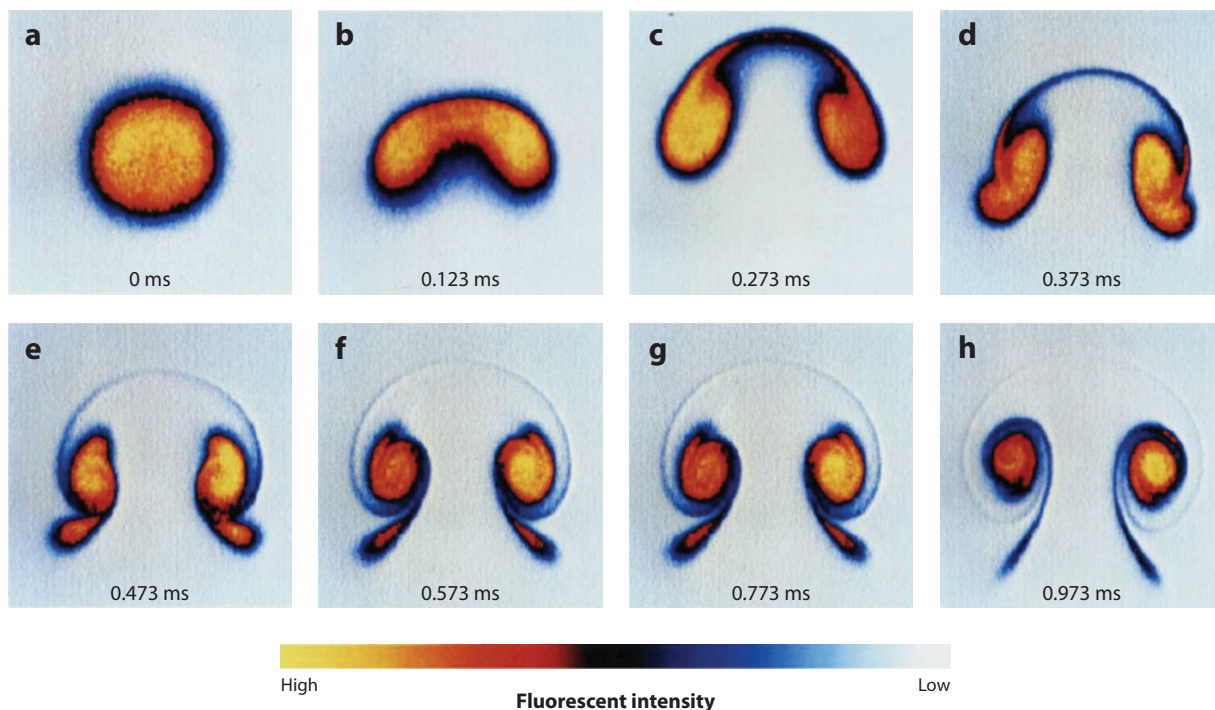 a
b
c
d
0 ms
0.123 ms
0.273 ms
0.373 ms
e
f
g
h
0.473 ms
0.573 ms
0.773 ms
0.973 ms
High
Low
Fluorescent intensity